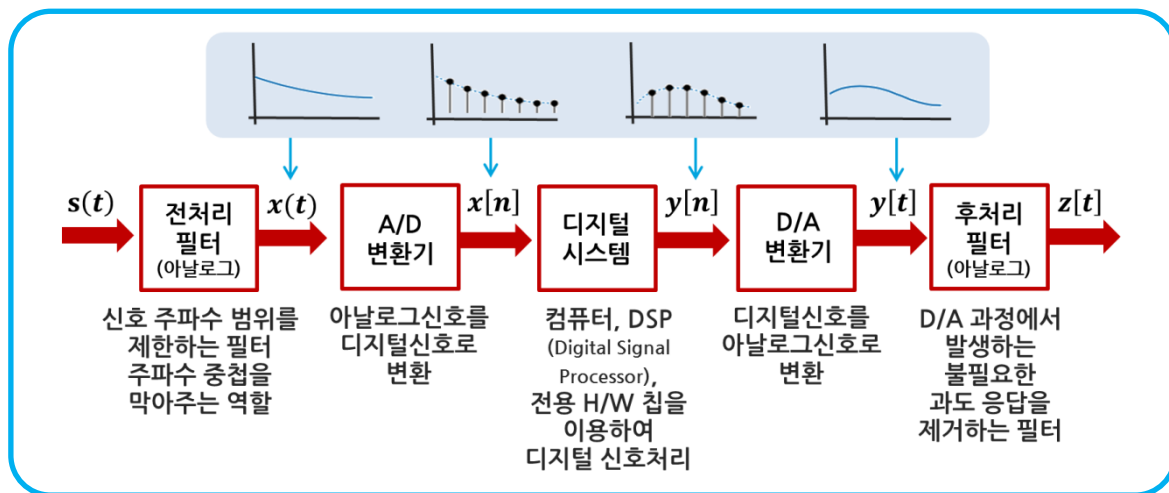 s(t)
전처리
필터
(아날로그)
x(t)
A/D
변환기
x[n]
디지털
시스템
y[n]
D/A
변환기
y[t]
후처리
필터
(아날로그)
z[t]
신호 주파수 범위를
제한하는 필터
주파수 중첩을
막아주는 역할
아날로그신호를
디지털신호로
변환
컴퓨터, DSP
(Digital Signal
Processor),
전용 H/W 칩을
이용하여
디지털 신호처리
디지털신호를
아날로그신호로
변환
D/A 과정에서
발생하는
불필요한
과도 응답을
제거하는 필터